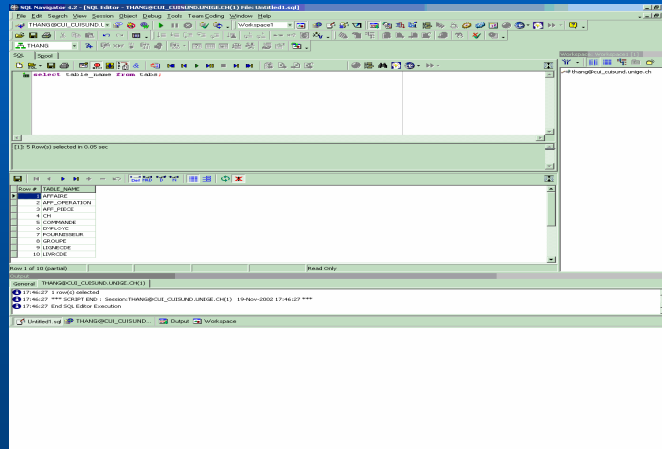 SQL Navigator 4.2 - [SQL Editor - THANG@CUI_CUISUND.UNIGE.CH(1) File: Untitled1.sql]
File Edit Search View Session Object Debug Tools Team Coding Window Help
THANG@CUI_CUISUND.U
Workspace1
THANG
SQL Spool
select table_name from tabs;
thang@cui_cuisund.unige.ch
[1]: 5 Row(s) selected in 0.05 sec
Row # TABLE_NAME
1 AFFAIRE
2 AFF_OPERATION
3 AFF_PIECE
4 CH
5 COMMANDE
6 EMPLOYE
7 FOURNISSEUR
8 GROUPE
9 LIGNECDE
10 LIVRCDE
Row 1 of 10 (partial) Read Only
Output
General THANG@CUI_CUISUND.UNIGE.CH(1)
17:46:27 1 row(s) selected
17:46:27 *** SCRIPT END : Session:THANG@CUI_CUISUND.UNIGE.CH(1) 19-Nov-2002 17:46:27 ***
17:46:27 End SQL Editor Execution
Untitled1.sql THANG@CUI_CUISUND... Output Workspace